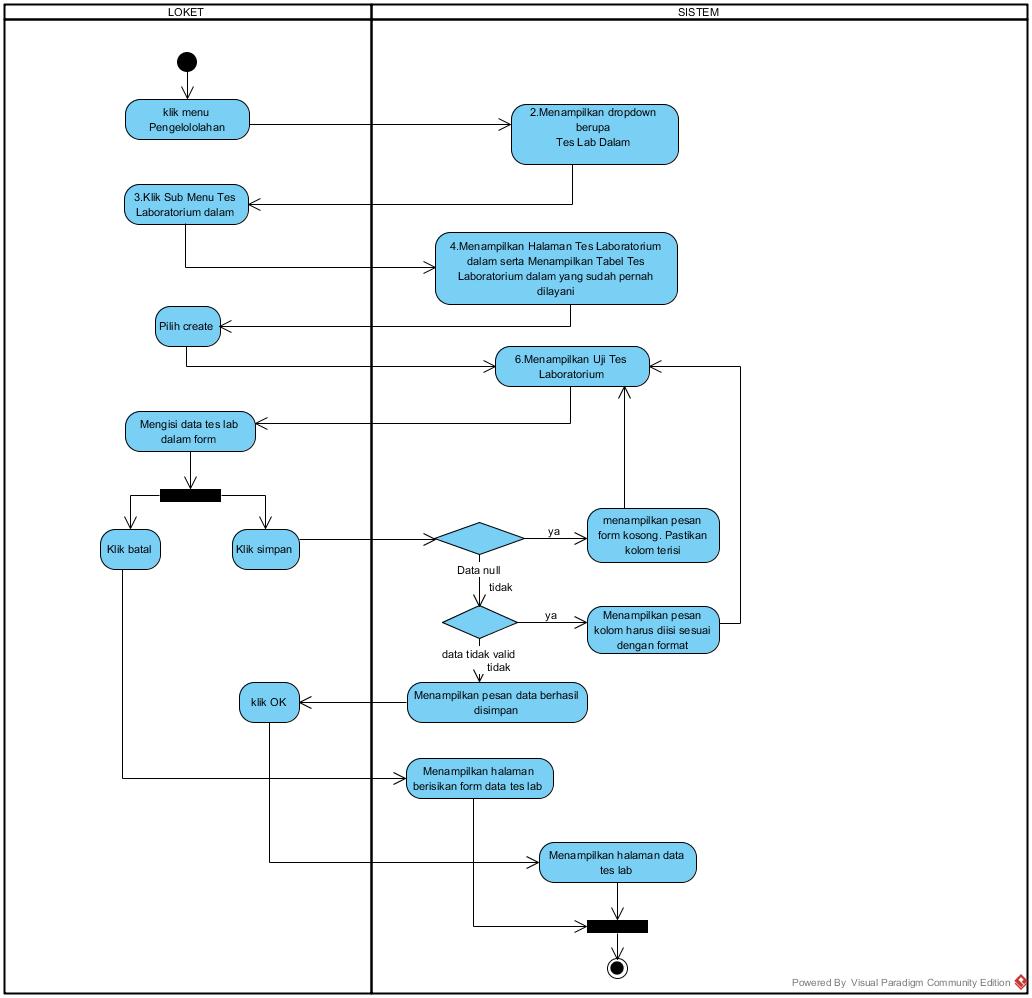 LOKET
SISTEM
klik menu
Pengelololahan
2.Menampilkan dropdown
berupa
Tes Lab Dalam
3.Klik Sub Menu Tes
Laboratorium dalam
4.Menampilkan Halaman Tes Laboratorium
dalam serta Menampilkan Tabel Tes
Laboratorium dalam yang sudah pernah
dilayani
Pilih create
6.Menampilkan Uji Tes
Laboratorium
Mengisi data tes lab
dalam form
Klik batal
Klik simpan
ya
menampilkan pesan
form kosong. Pastikan
kolom terisi
Data null
tidak
ya
Menampilkan pesan
kolom harus diisi sesuai
dengan format
data tidak valid
tidak
klik OK
Menampilkan pesan data berhasil
disimpan
Menampilkan halaman
berisikan form data tes lab
Menampilkan halaman data
tes lab
Powered By Visual Paradigm Community Edition